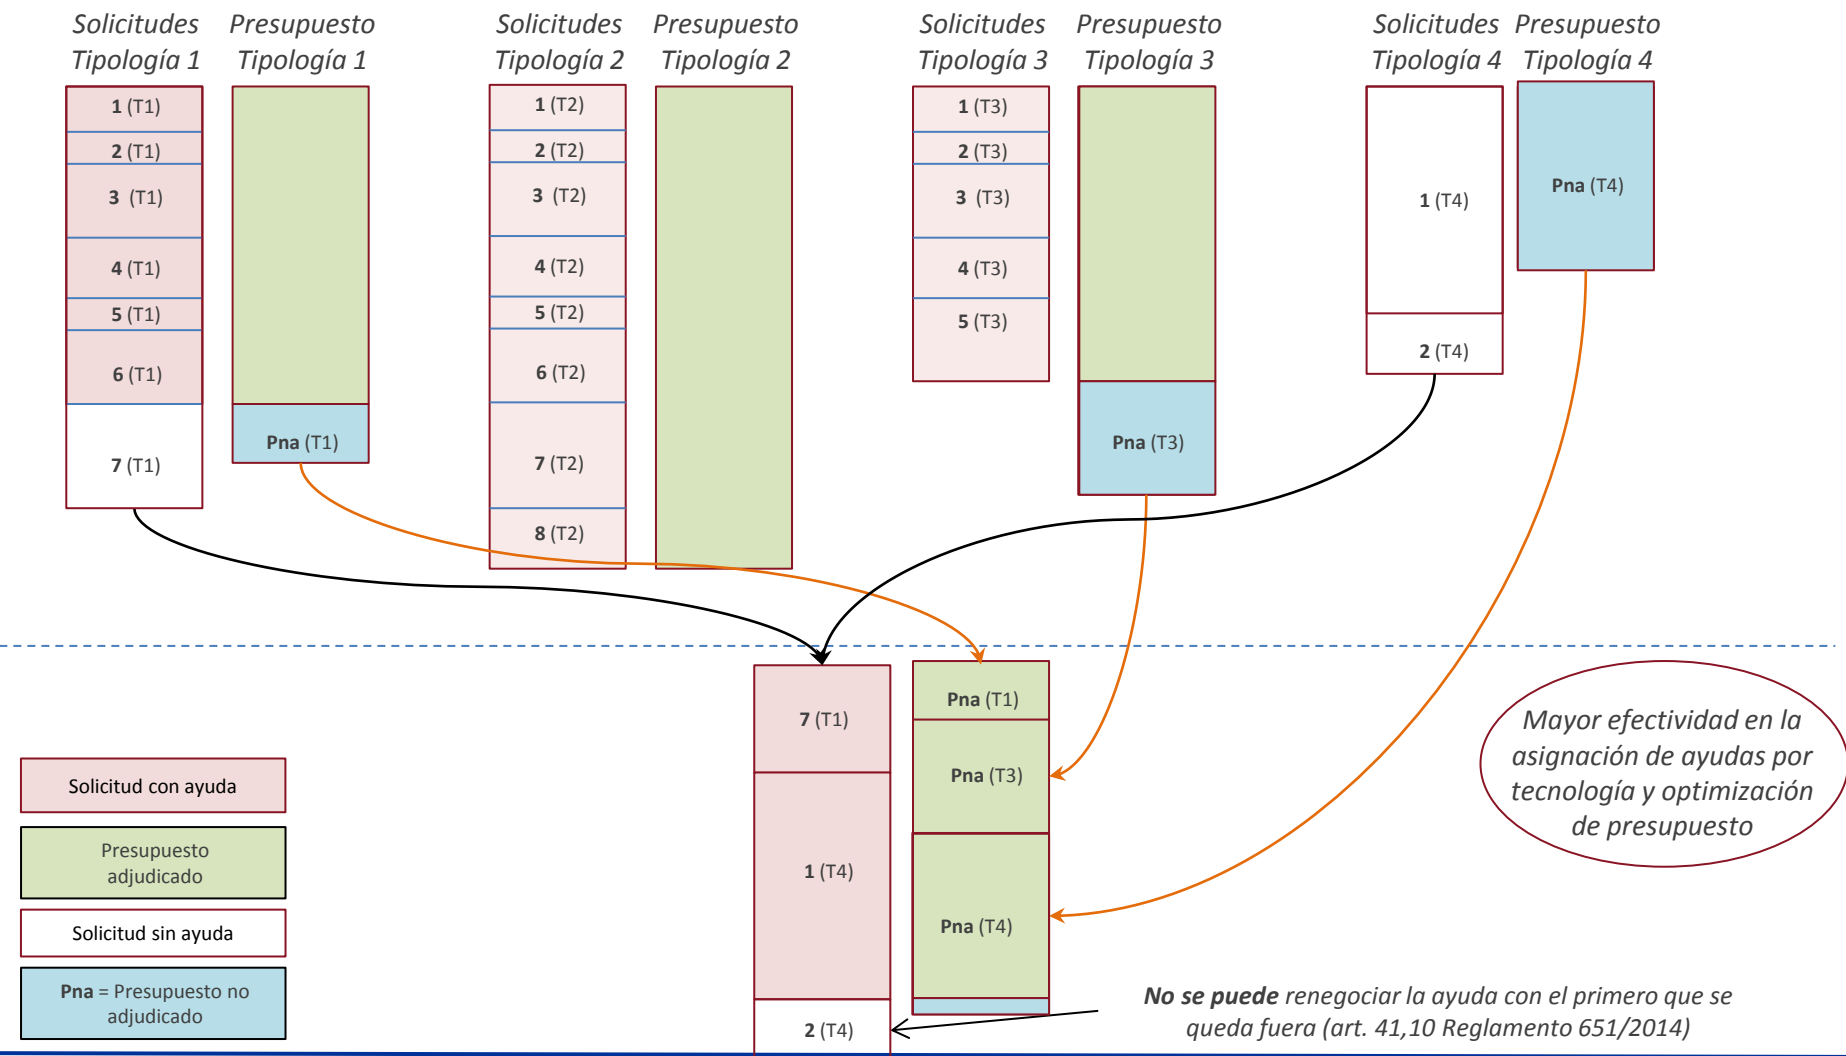 Solicitudes
Tipología 1
Presupuesto
Tipología 1
Solicitudes
Tipología 2
Presupuesto
Tipología 2
Solicitudes
Tipología 3
Presupuesto
Tipología 3
Solicitudes
Tipología 4
Presupuesto
Tipología 4
1 (T1)
2 (T1)
3 (T1)
4 (T1)
5 (T1)
6 (T1)
7 (T1)
Pna (T1)
1 (T2)
2 (T2)
3 (T2)
4 (T2)
5 (T2)
6 (T2)
7 (T2)
8 (T2)
1 (T3)
2 (T3)
3 (T3)
4 (T3)
5 (T3)
Pna (T3)
1 (T4)
2 (T4)
Pna (T4)
7 (T1)
1 (T4)
2 (T4)
Pna (T1)
Pna (T3)
Pna (T4)
Mayor efectividad en la
asignación de ayudas por
tecnología y optimización
de presupuesto
Solicitud con ayuda
Presupuesto
adjudicado
Solicitud sin ayuda
Pna = Presupuesto no
adjudicado
No se puede renegociar la ayuda con el primero que se
queda fuera (art. 41,10 Reglamento 651/2014)